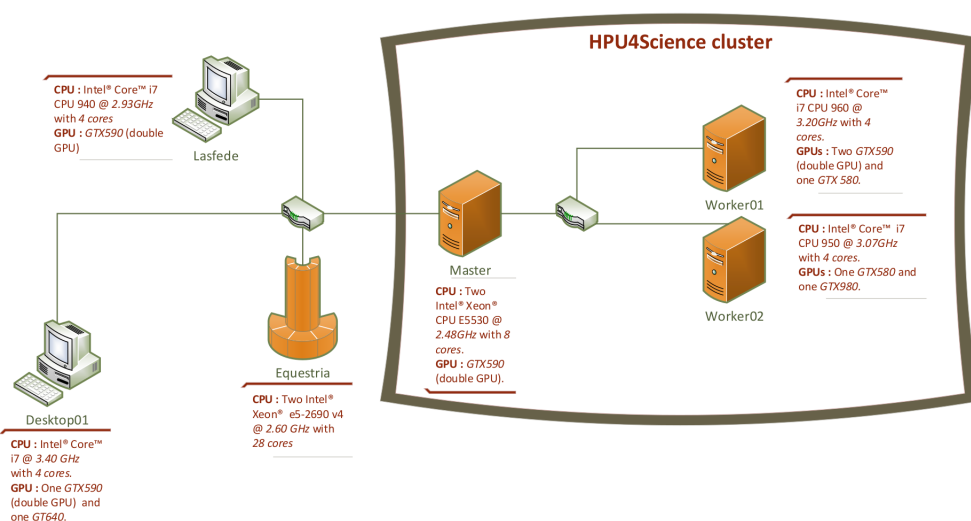 HPU4Science cluster
CPU : Intel® Core™ i7
CPU 940 @ 2.93GHz
with 4 cores
GPU : GTX590 (double
GPU)
Lasfede
CPU : Intel® Core™
i7 CPU 960 @
3.20GHz with 4
cores.
GPUs : Two GTX590
(double GPU) and
one GTX 580.
Worker01
CPU : Intel® Core™ i7
CPU 950 @ 3.07GHz
with 4 cores.
GPUs : One GTX580 and
one GTX980.
Worker02
Master
CPU : Two
Intel® Xeon®
CPU E5530 @
2.48GHz with 8
cores.
GPU : GTX590
(double GPU).
Equestria
CPU : Two Intel®
Xeon® e5-2690 v4
@ 2.60 GHz with
28 cores
Desktop01
CPU : Intel® Core™
i7 @ 3.40 GHz
with 4 cores.
GPU : One GTX590
(double GPU) and
one GT640.